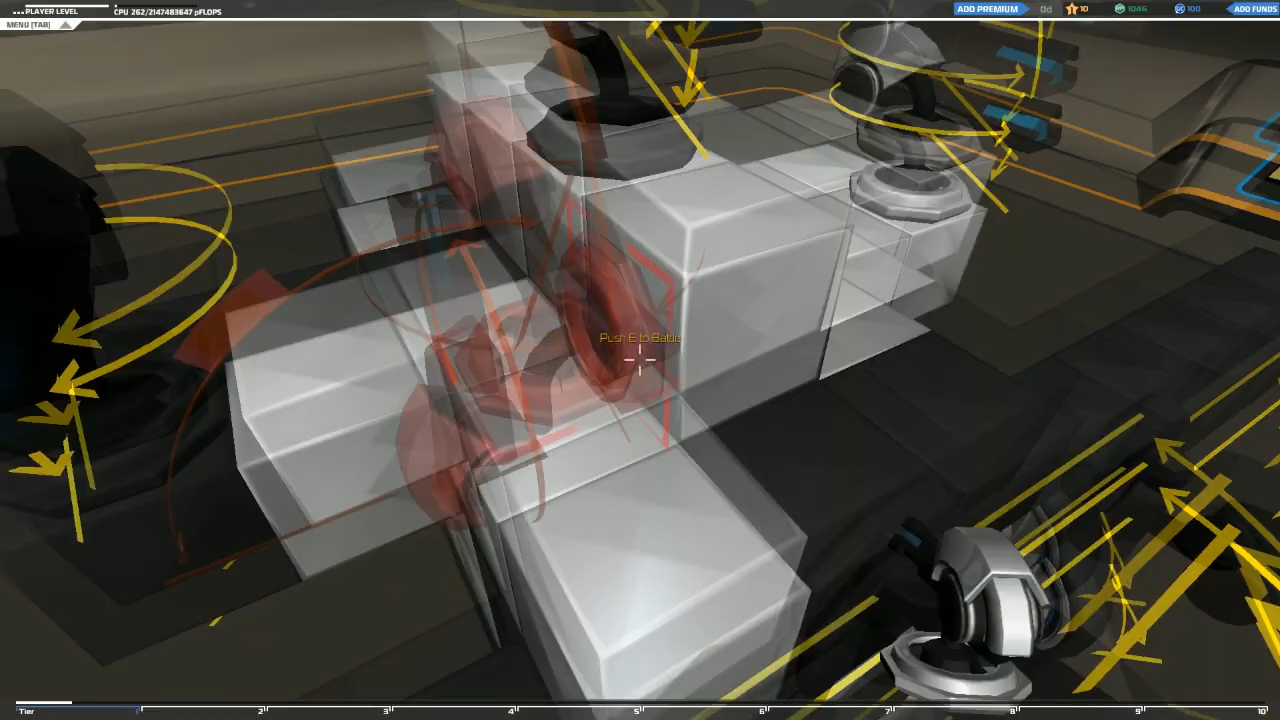 PLAYER LEVEL
CPU 262/2147483647 pFLOPS
ADD PREMIUM
0d
10
1046
100
ADD FUNDS
MENU [TAB]
Push E to Battle
Tier
1
2
3
4
5
6
7
8
9
10